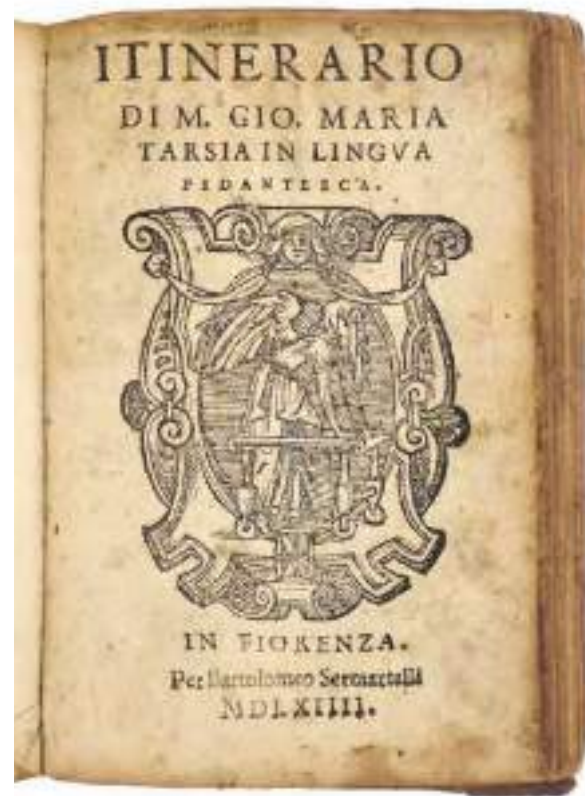 ITINERARIO
DI M. GIO. MARIA
TARSIA IN LINGVA
PEDANTESCA.
IN FIORENZA.
Per Bartolomeo Sermartelli
MDLXIIII.